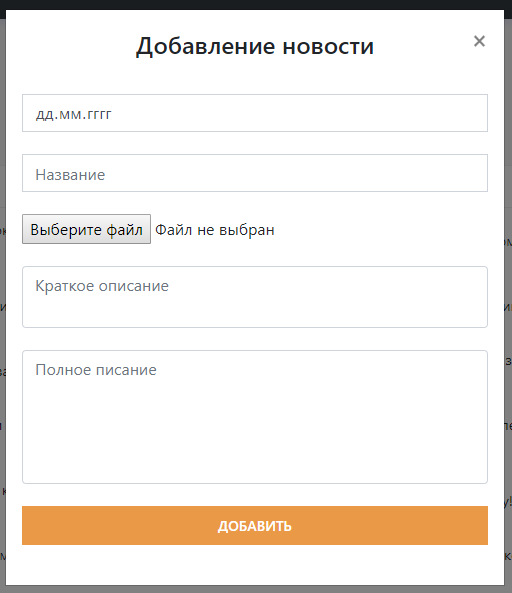 Добавление новости
×
дд.мм.гггг
Название
Выберите файл Файл не выбран
Краткое описание
Полное писание
ДОБАВИТЬ